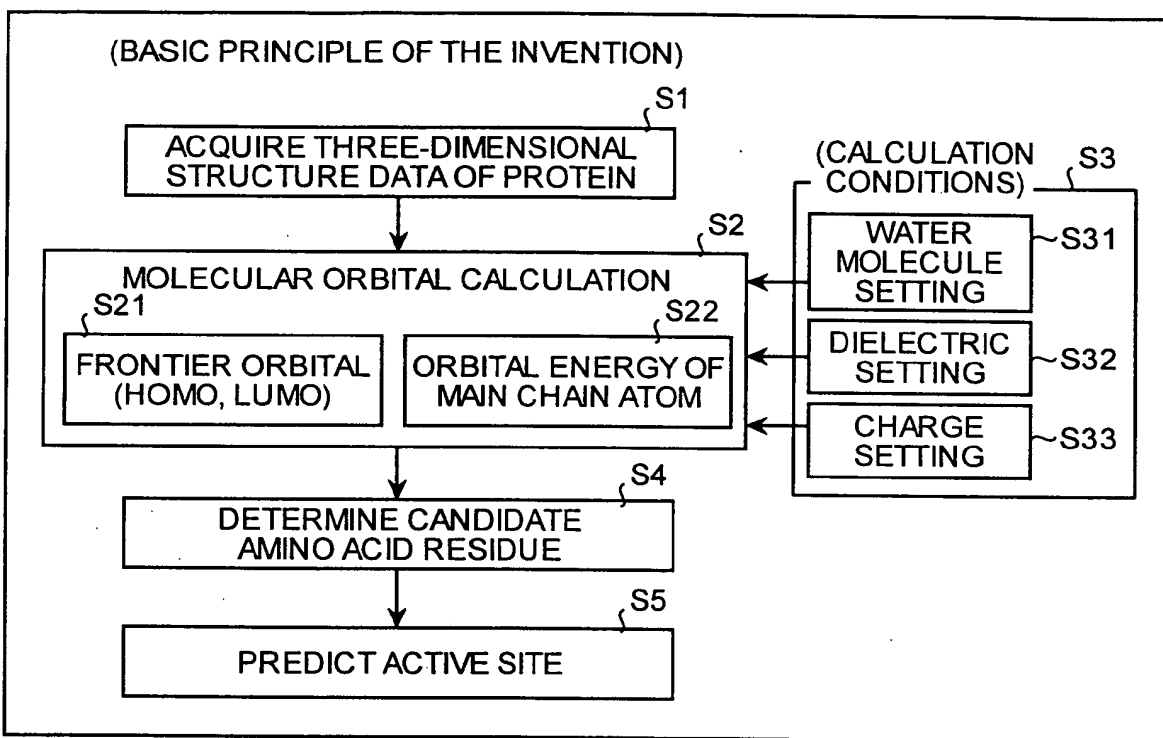 (BASIC PRINCIPLE OF THE INVENTION)
S1
ACQUIRE THREE-DIMENSIONAL
STRUCTURE DATA OF PROTEIN
(CALCULATION
CONDITIONS)
S3
S2
MOLECULAR ORBITAL CALCULATION
WATER
MOLECULE
SETTING
S31
S21
FRONTIER ORBITAL
(HOMO, LUMO)
S22
ORBITAL ENERGY OF
MAIN CHAIN ATOM
DIELECTRIC
SETTING
S32
CHARGE
SETTING
S33
S4
DETERMINE CANDIDATE
AMINO ACID RESIDUE
S5
PREDICT ACTIVE SITE